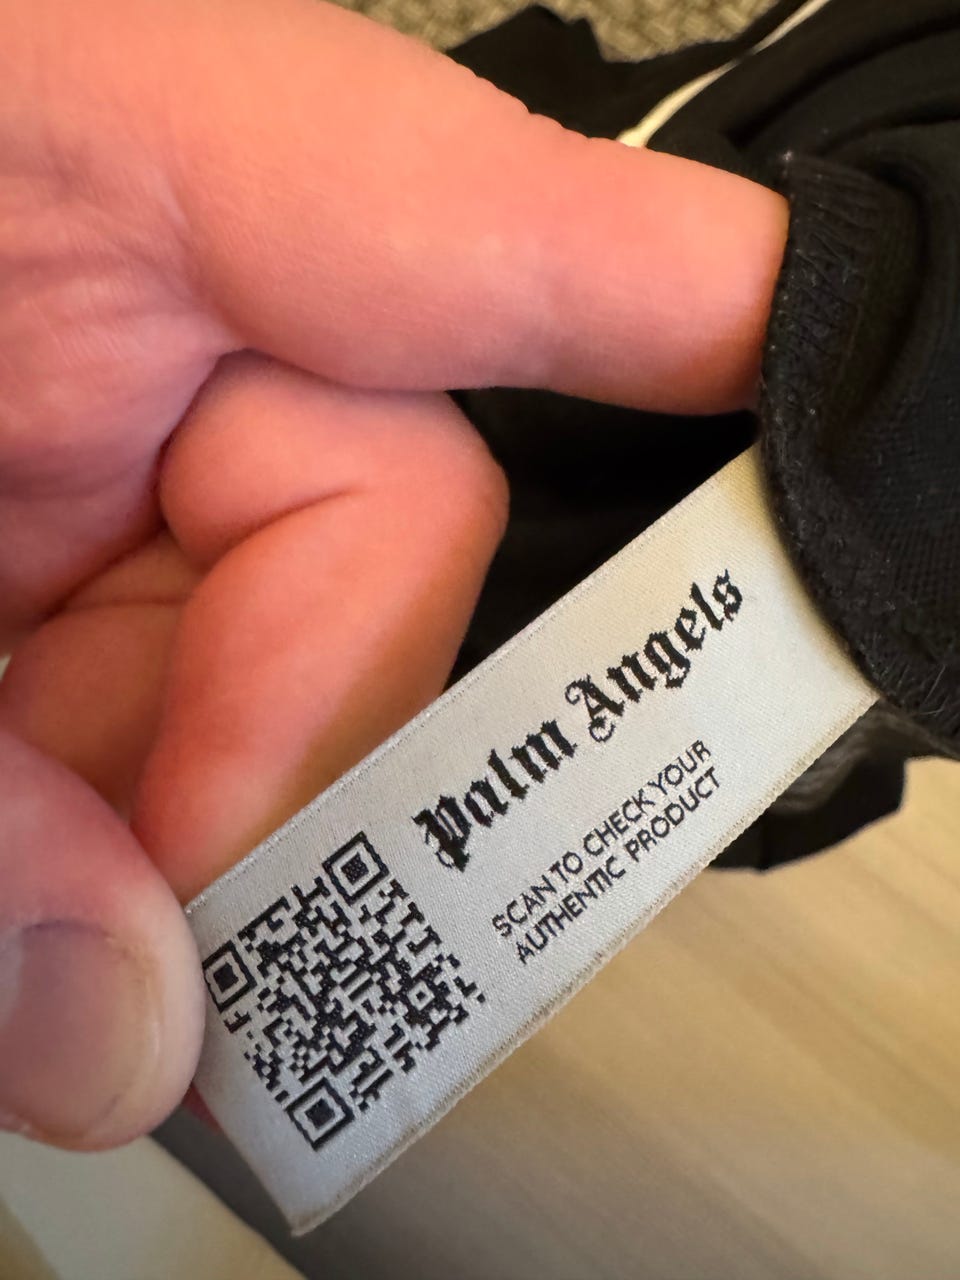 Palm Angels
SCAN TO CHECK YOUR
AUTHENTIC PRODUCT